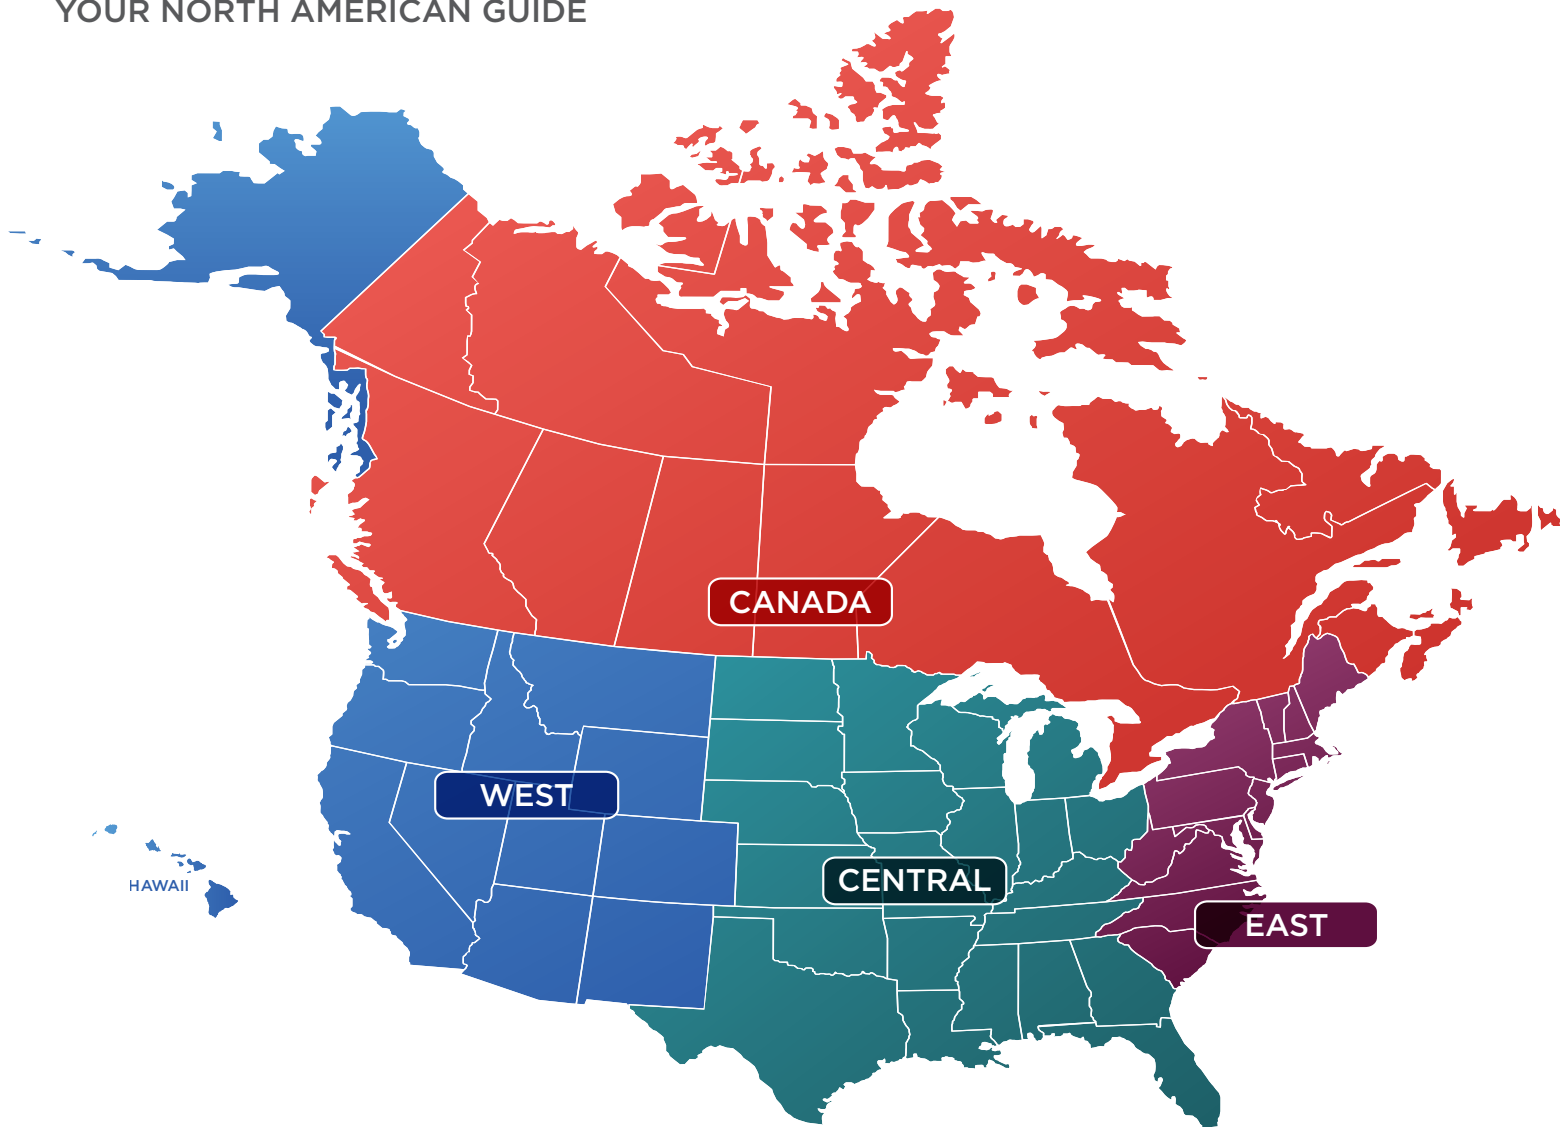 YOUR NORTH AMERICAN GUIDE
CANADA
WEST
CENTRAL
HAWAII
EAST